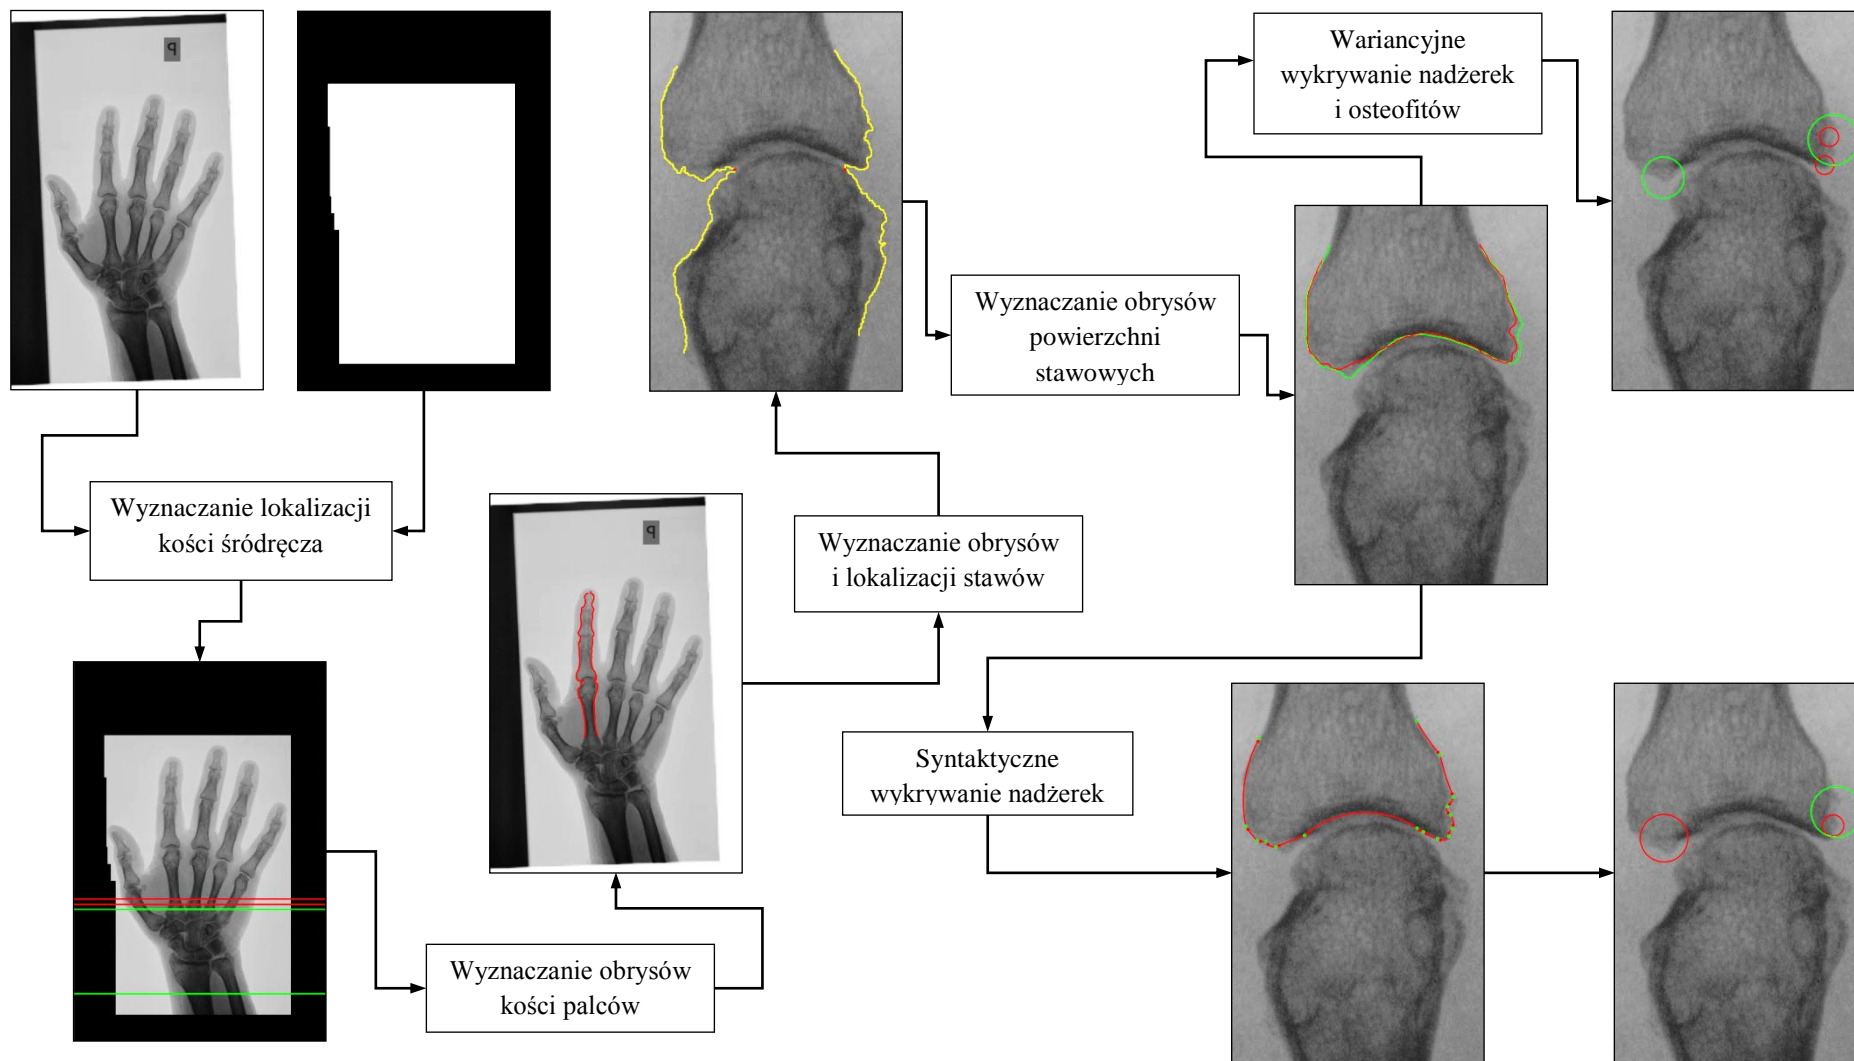 Wariancyjne
wykrywanie nadżerek
i osteofitów
Wyznaczanie obrysów
powierzchni
stawowych
Wyznaczanie lokalizacji
kości śródręcza
Wyznaczanie obrysów
i lokalizacji stawów
Syntaktyczne
wykrywanie nadżerek
Wyznaczanie obrysów
kości palców
P
P